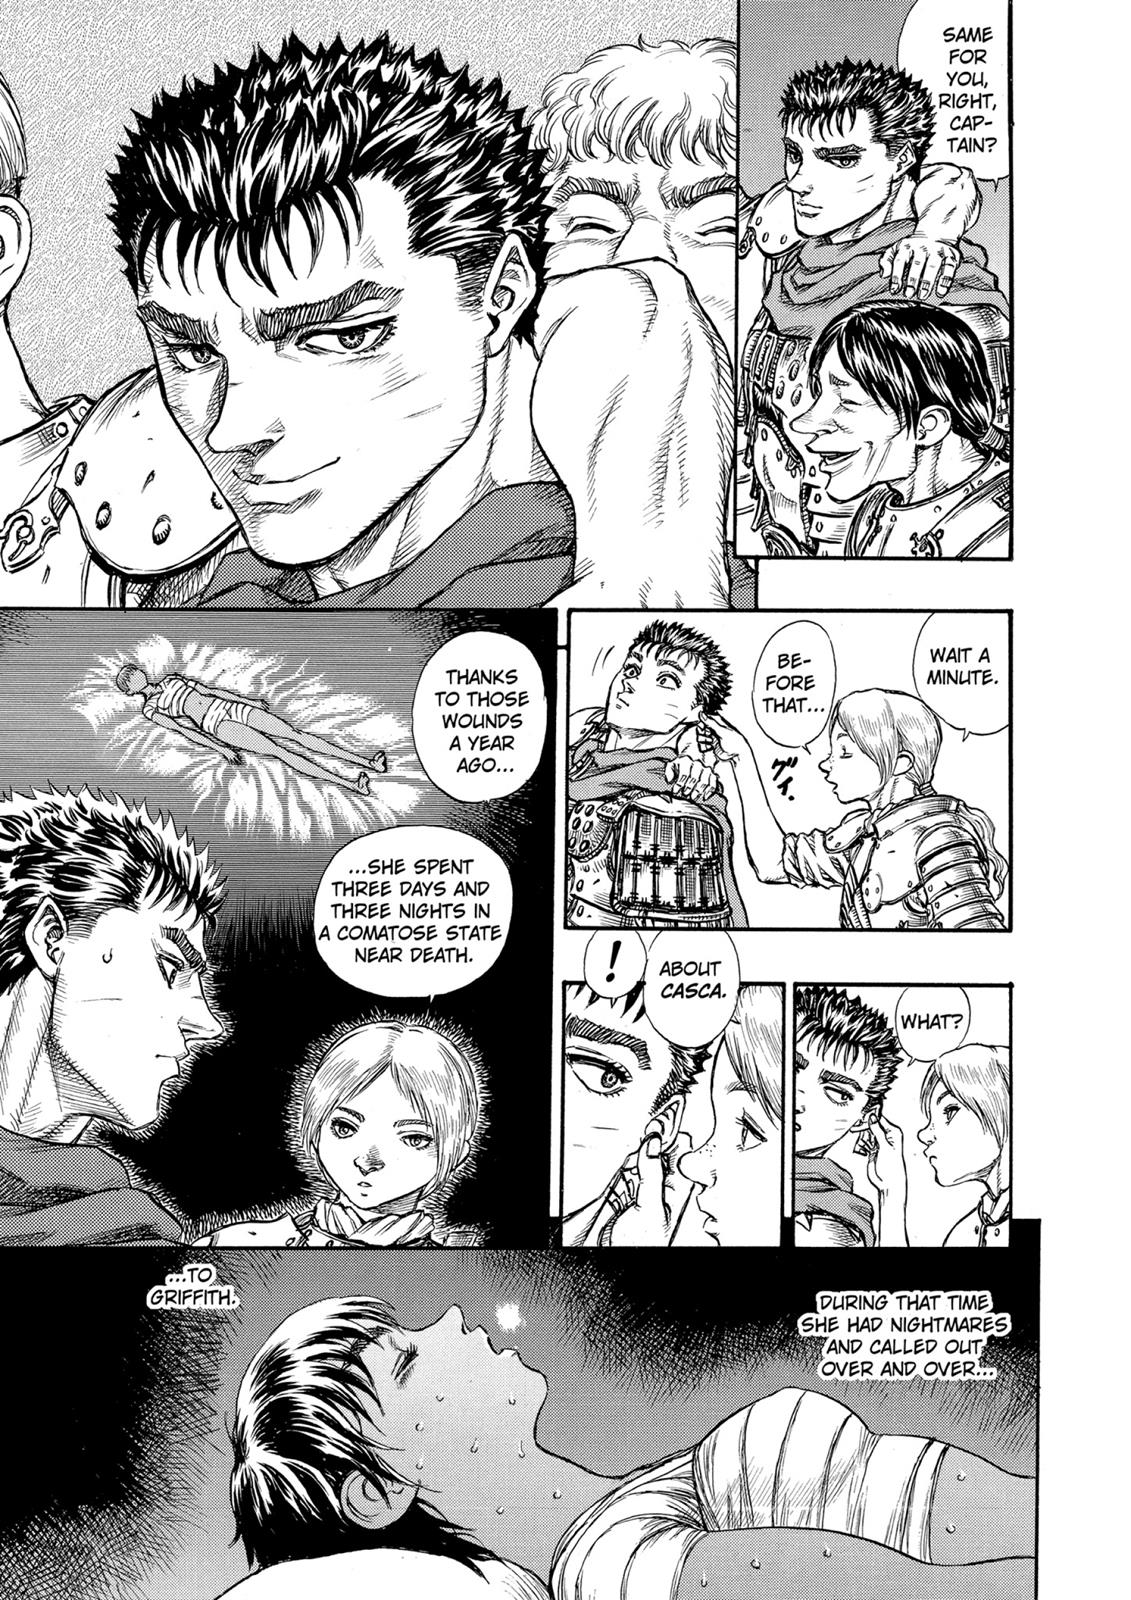 SAME
FOR
YOU,
RIGHT,
CAP-
TAIN?
WAIT A
MINUTE.
BE-
FORE
THAT...
グイ、
WHAT?
ABOUT
CASCA.
!
THANKS
TO THOSE
WOUNDS
A YEAR
AGO...
...SHE SPENT
THREE DAYS AND
THREE NIGHTS IN
A COMATOSE STATE
NEAR DEATH.
DURING THAT TIME
SHE HAD NIGHTMARES
AND CALLED OUT
OVER AND OVER...
...TO
GRIFFITH.